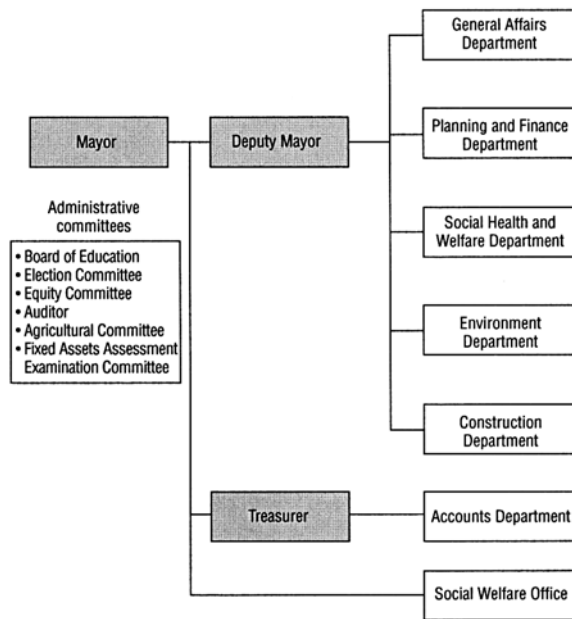 General Affairs
Department
Mayor
Deputy Mayor
Planning and Finance
Department
Administrative
committees
• Board of Education
• Election Committee
• Equity Committee
• Auditor
• Agricultural Committee
• Fixed Assets Assessment
Examination Committee
Social Health and
Welfare Department
Environment
Department
Construction
Department
Treasurer
Accounts Department
Social Welfare Office